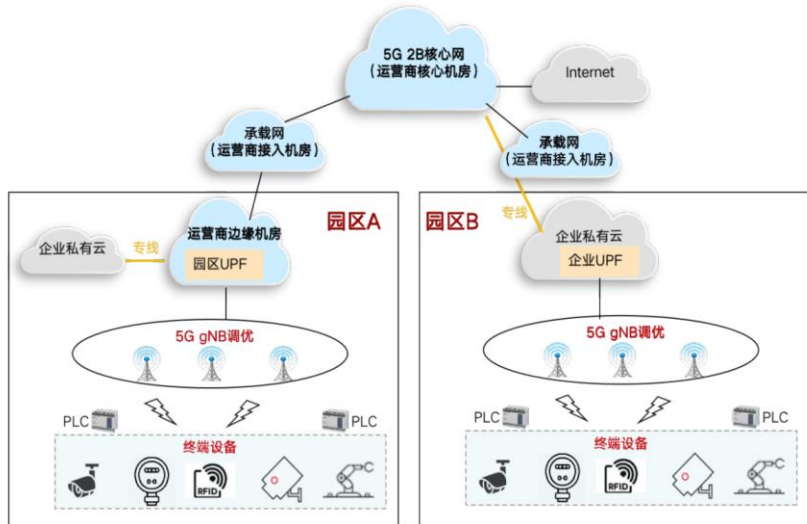 5G 2B核心网
(运营商核心机房)
Internet
承载网
(运营商接入机房)
承载网
(运营商接入机房)
园区A
企业私有云
专线
运营商边缘机房
园区UPF
5G gNB调优
PLC
PLC
终端设备
RFID
园区B
专线
企业私有云
企业UPF
5G gNB调优
PLC
PLC
终端设备
RFID